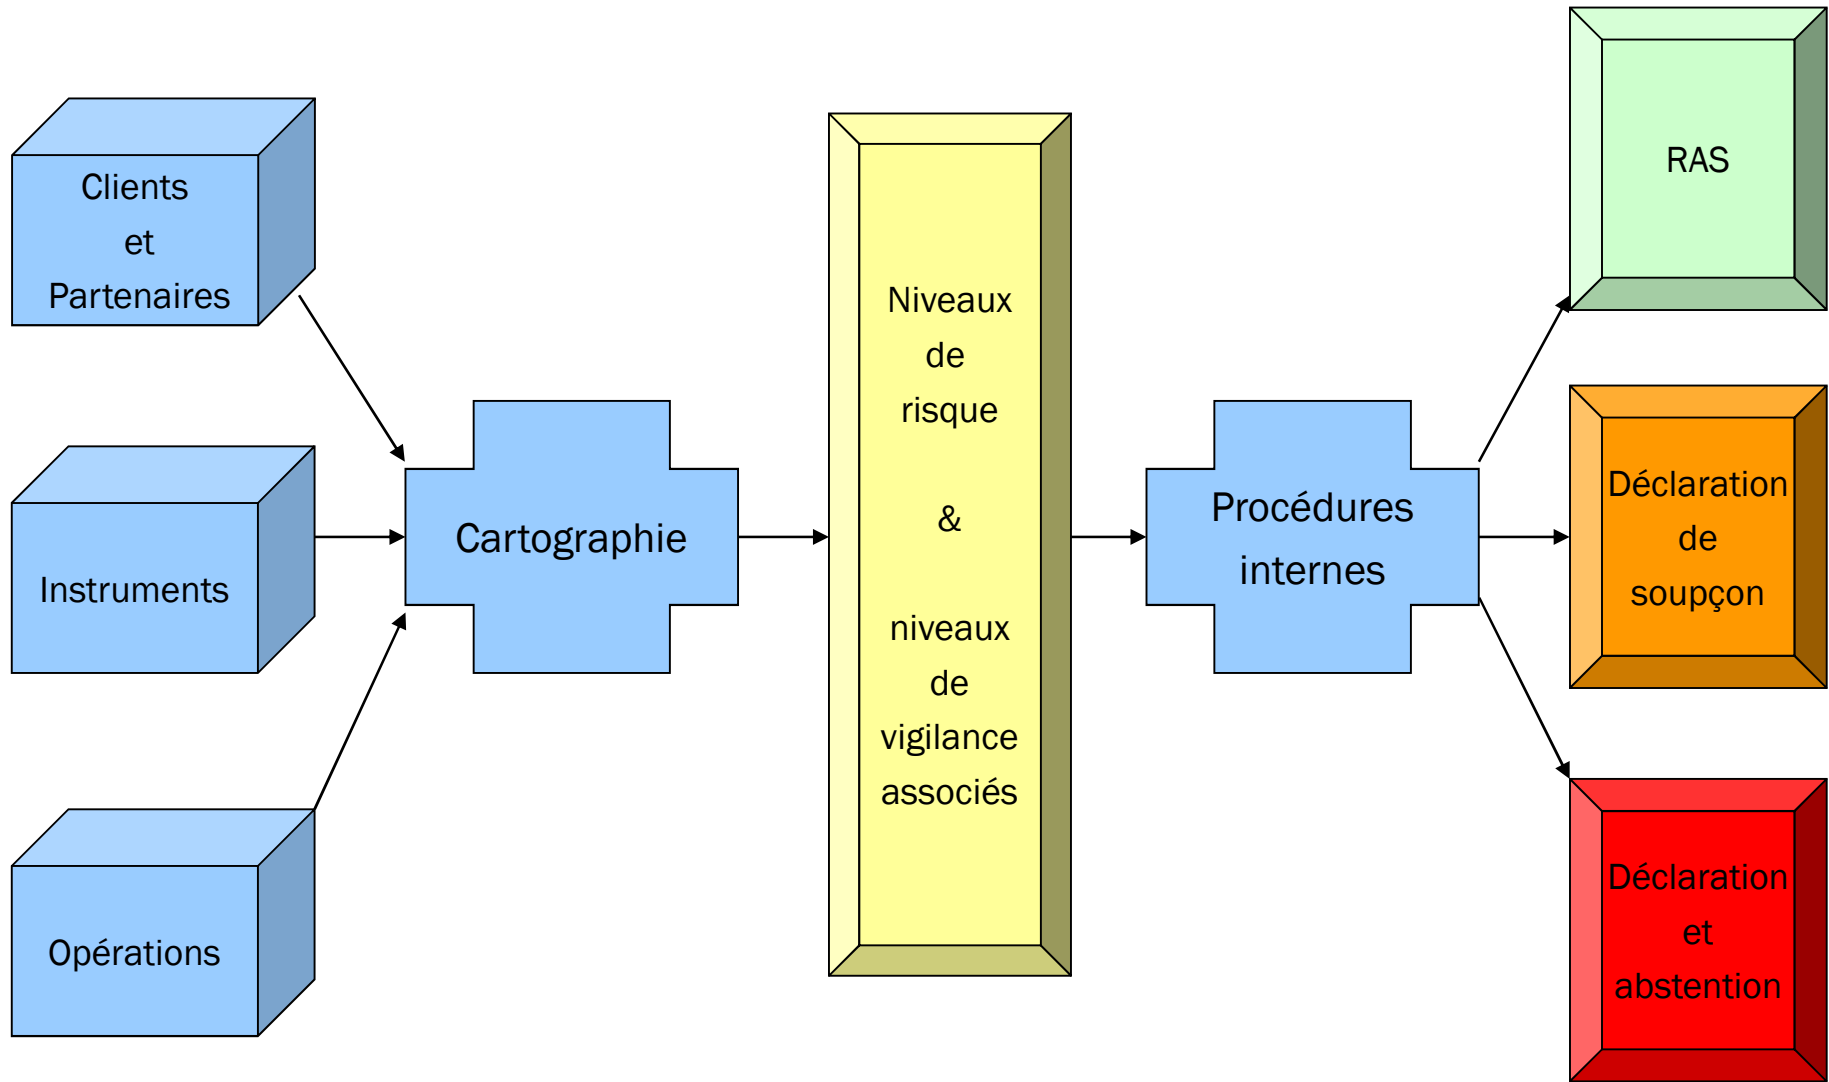 Clients
et
Partenaires
Instruments
Opérations
Cartographie
Niveaux
de
risque
&
niveaux
de
vigilance
associés
Procédures
internes
RAS
Déclaration
de
soupçon
Déclaration
et
abstention